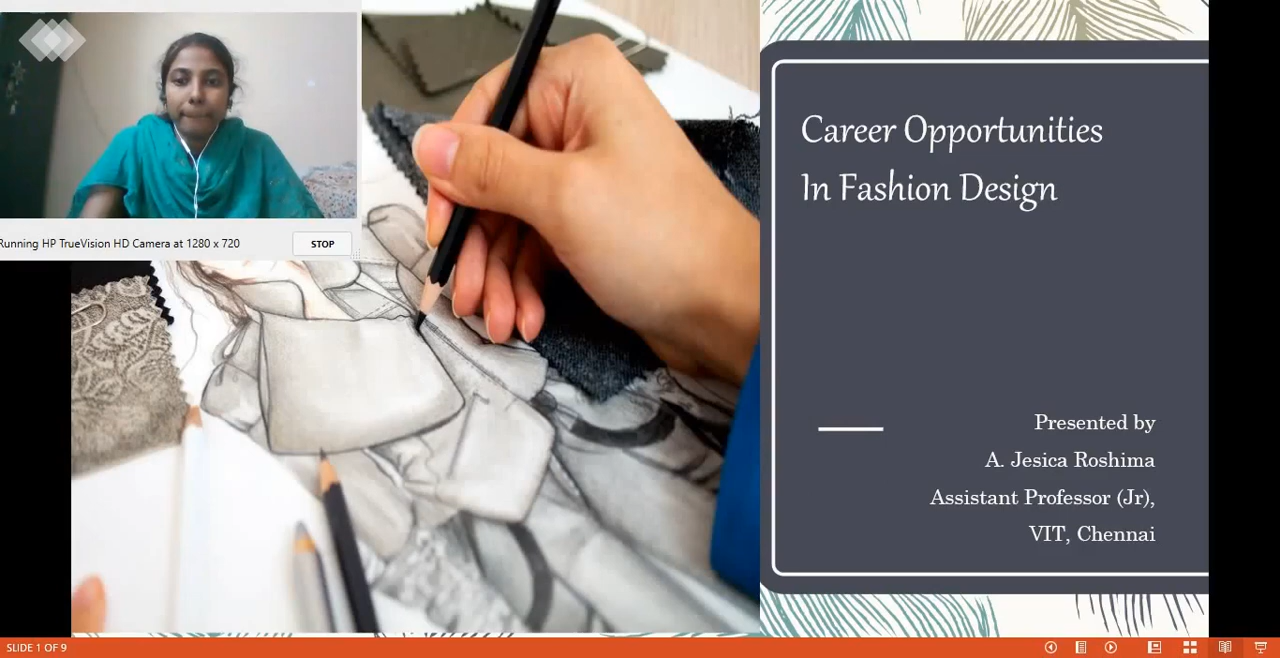 Running HP TrueVision HD Camera at 1280 x 720
STOP
Career Opportunities
In Fashion Design
Presented by
A. Jesica Roshima
Assistant Professor (Jr),
VIT, Chennai
SLIDE 1 OF 9